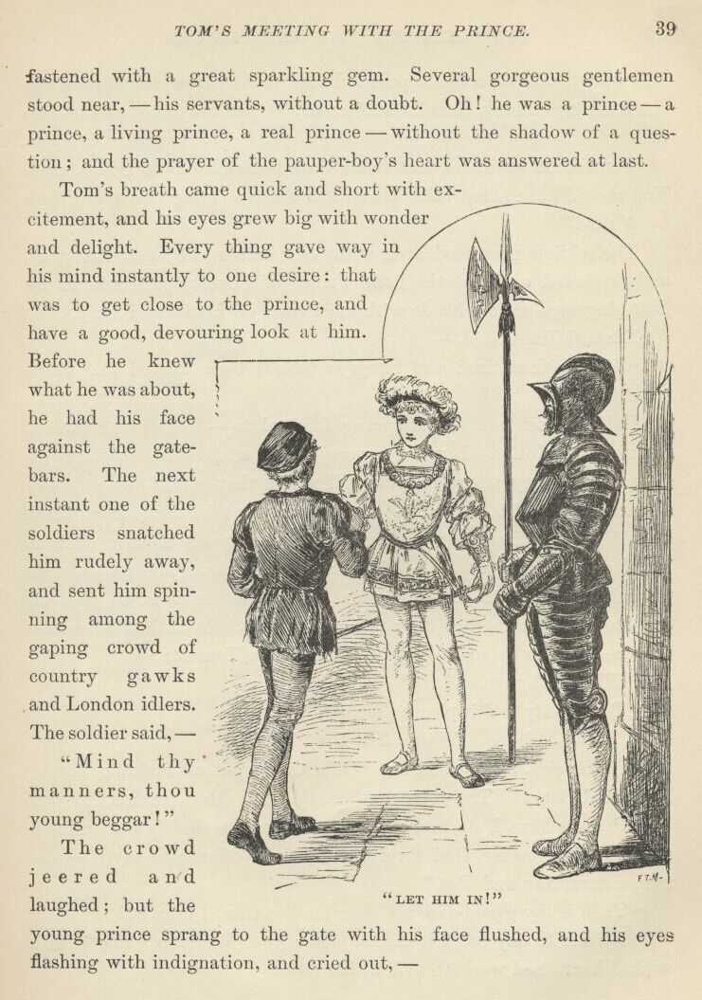 TOM'S MEETING WITH THE PRINCE. 39
fastened with a great sparkling gem. Several gorgeous gentlemen
stood near, — his servants, without a doubt. Oh! he was a prince — a
prince, a living prince, a real prince — without the shadow of a ques-
tion; and the prayer of the pauper-boy's heart was answered at last.
Tom's breath came quick and short with ex-
citement, and his eyes grew big with wonder
and delight. Every thing gave way in
his mind instantly to one desire: that
was to get close to the prince, and
have a good, devouring look at him.
Before he knew
what he was about,
he had his face
against the gate-
bars. The next
instant one of the
soldiers snatched
him rudely away,
and sent him spin-
ning among the
gaping crowd of
country gawks
and London idlers.
The soldier said, —
"Mind thy
manners, thou
young beggar!"
The crowd
jeered and
laughed; but the
young prince sprang to the gate with his face flushed, and his eyes
flashing with indignation, and cried out, —
"LET HIM IN!"
F.T.M-